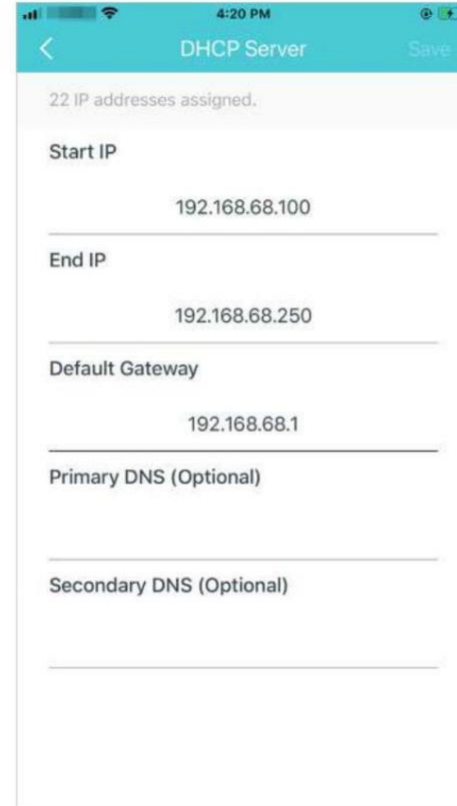 4:20 PM
DHCP Server
Save
22 IP addresses assigned.
Start IP
192.168.68.100
End IP
192.168.68.250
Default Gateway
192.168.68.1
Primary DNS (Optional)
Secondary DNS (Optional)